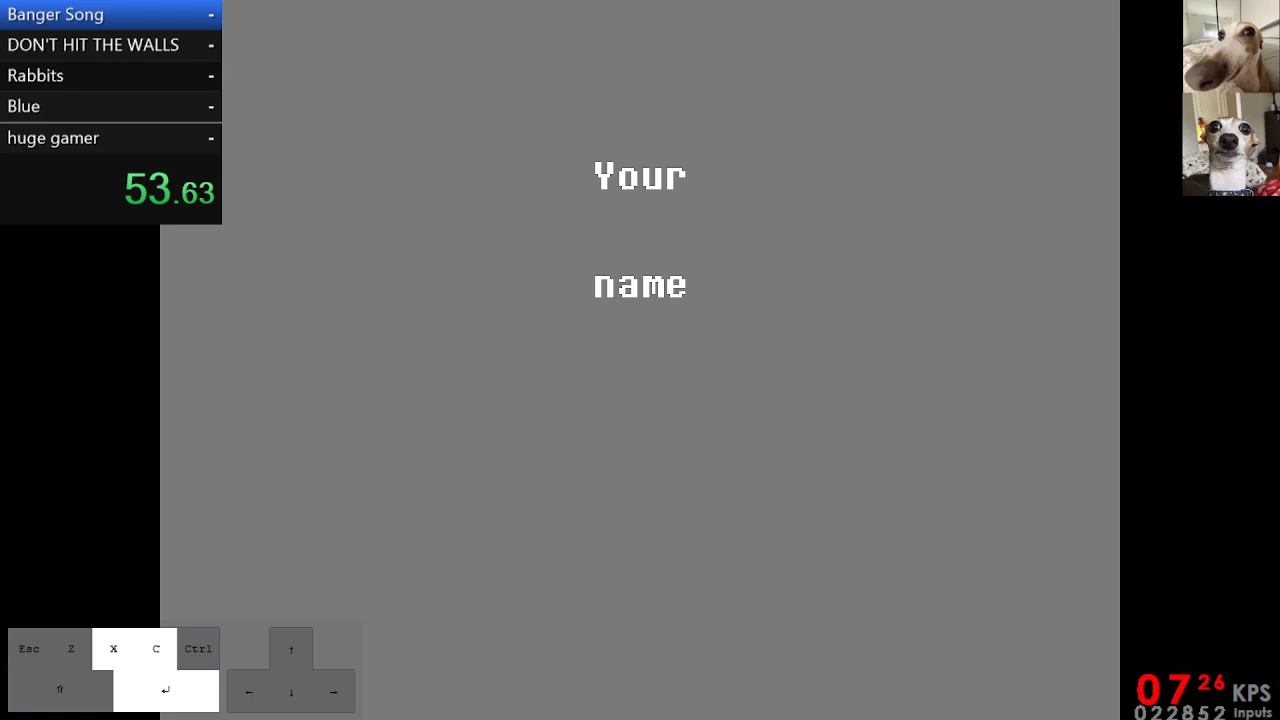 Banger Song -
DON'T HIT THE WALLS -
Rabbits -
Blue -
huge gamer -
53.63
Your
name
Esc Z X C Ctrl ↑
⇧ ↵ ← ↓ →
07 26 KPS
022852 Inputs